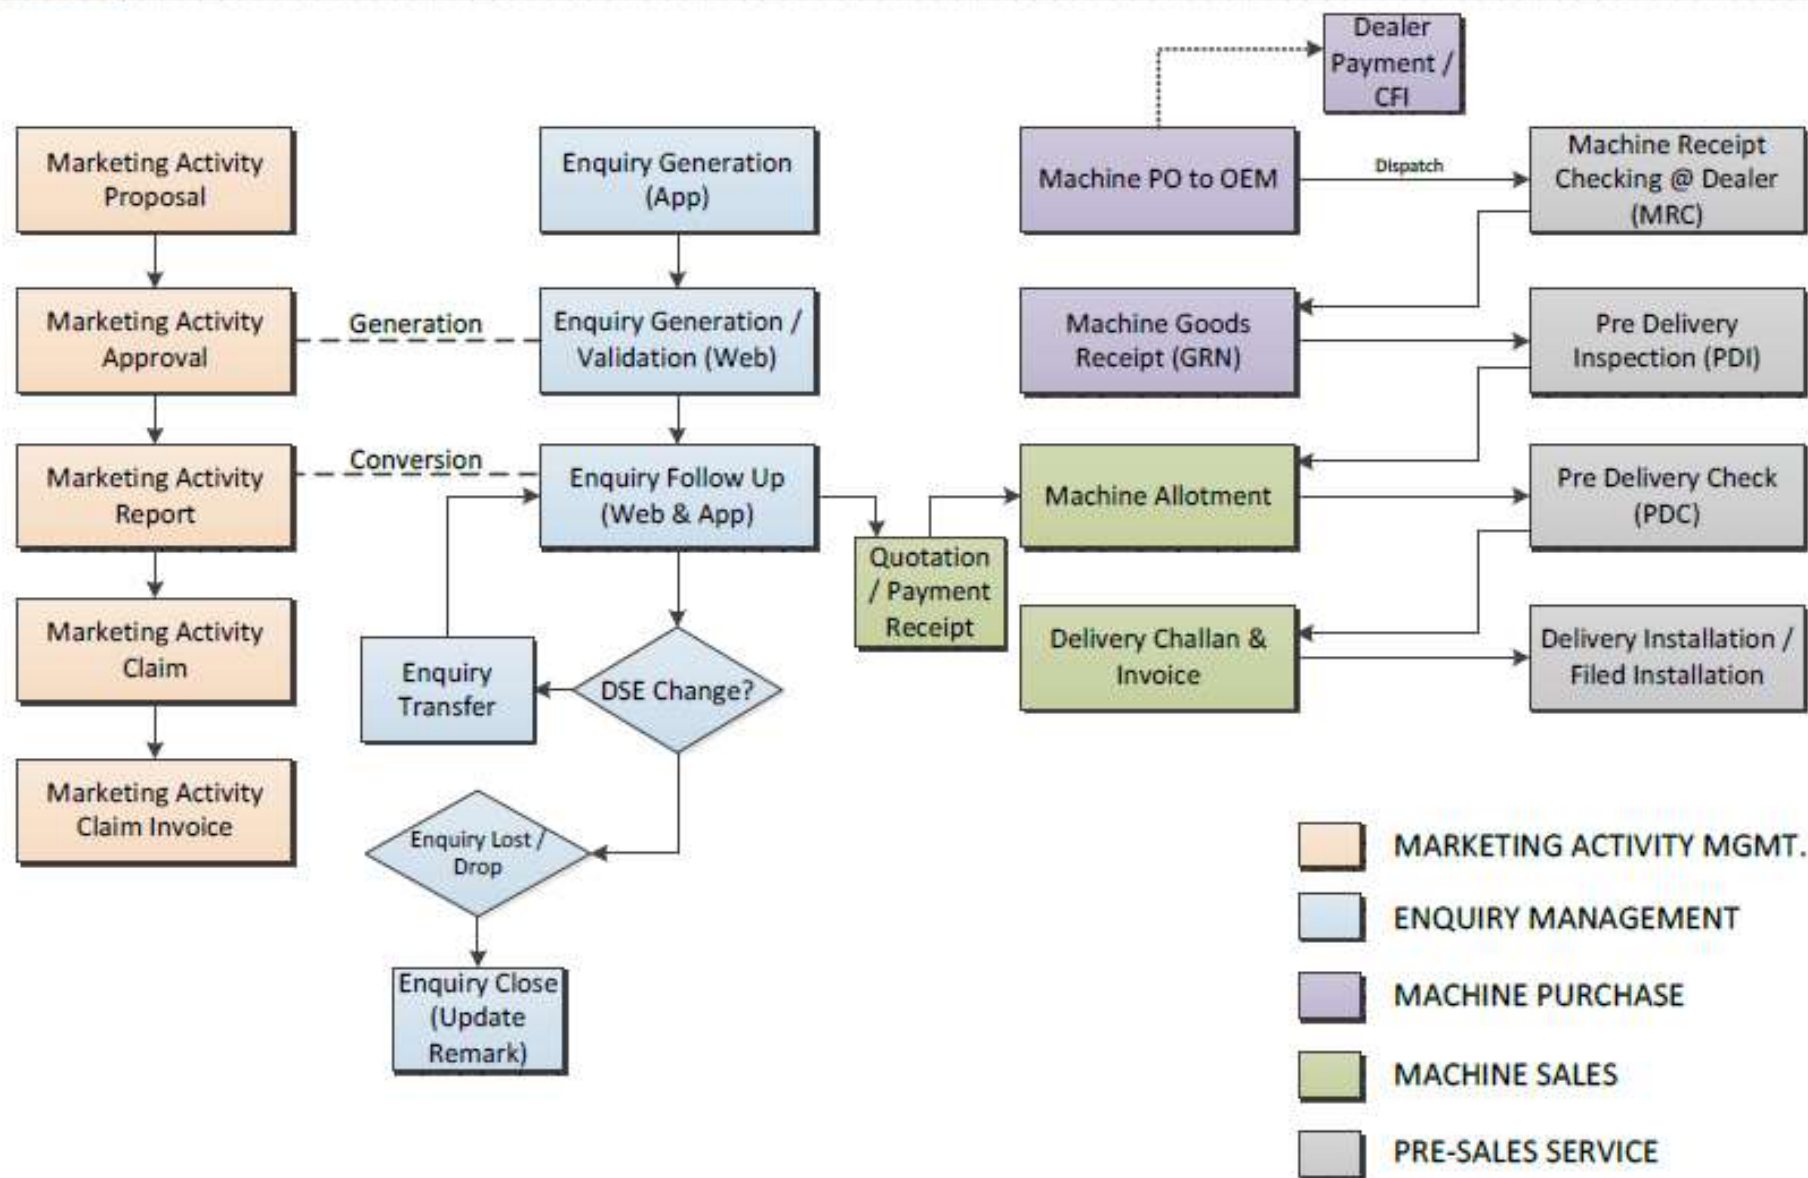 Dealer
Payment /
CFI
Marketing Activity
Proposal
Enquiry Generation
(App)
Machine PO to OEM
Dispatch
Machine Receipt
Checking @ Dealer
(MRC)
Marketing Activity
Approval
Generation
Enquiry Generation /
Validation (Web)
Machine Goods
Receipt (GRN)
Pre Delivery
Inspection (PDI)
Marketing Activity
Report
Conversion
Enquiry Follow Up
(Web & App)
Quotation
/ Payment
Receipt
Machine Allotment
Pre Delivery Check
(PDC)
Marketing Activity
Claim
Enquiry
Transfer
DSE Change?
Delivery Challan &
Invoice
Delivery Installation /
Filed Installation
Marketing Activity
Claim Invoice
Enquiry Lost /
Drop
Enquiry Close
(Update
Remark)
MARKETING ACTIVITY MGMT.
ENQUIRY MANAGEMENT
MACHINE PURCHASE
MACHINE SALES
PRE-SALES SERVICE